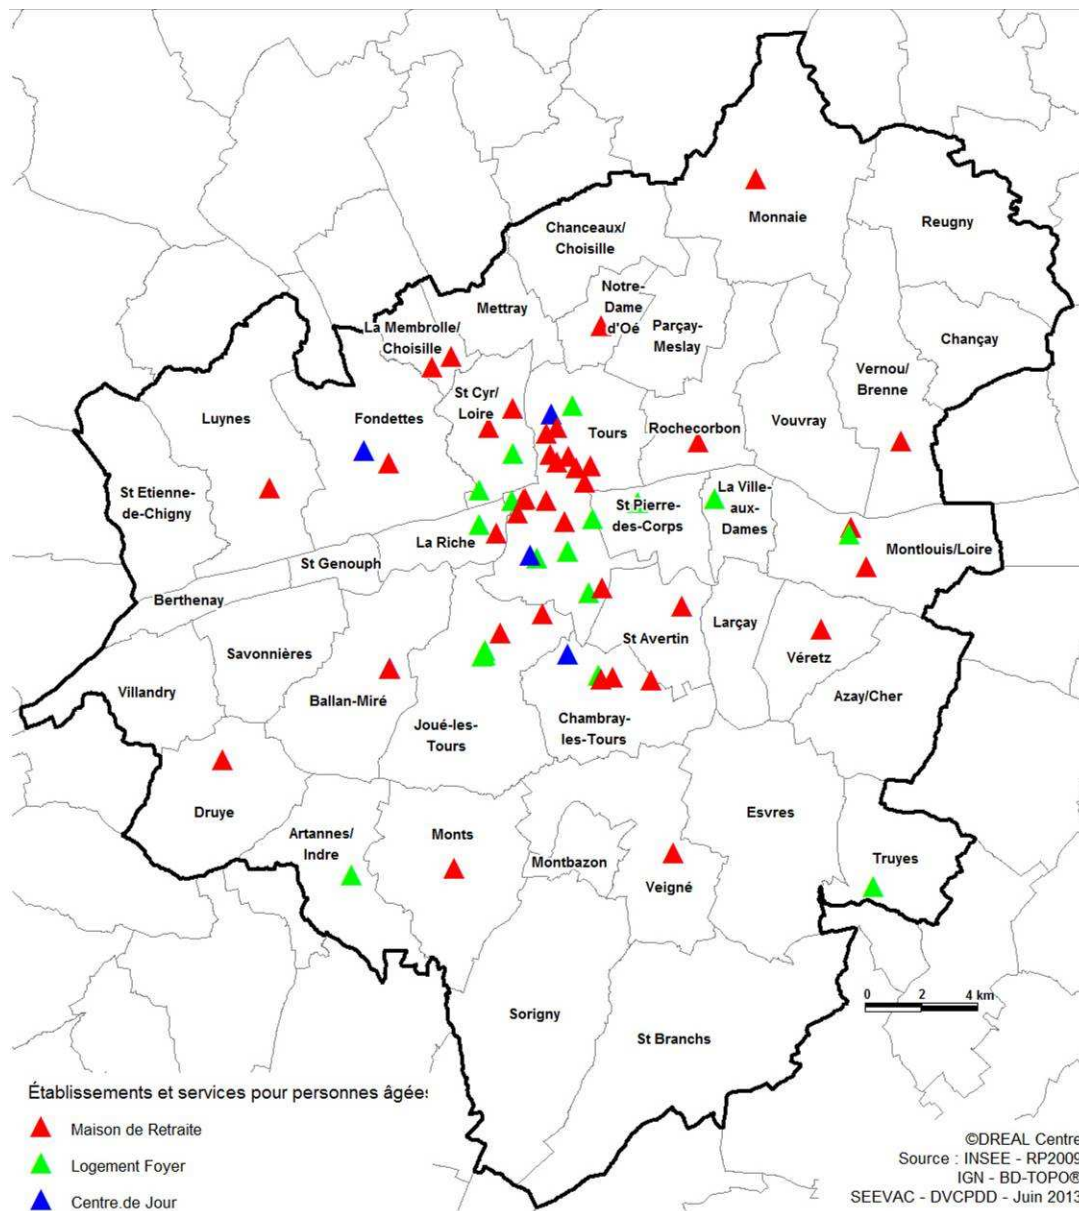 Monnaie
Reugny
Chanceaux/
Choisille
Notre-
Dame
d'Oé
Mettray
Parçay-
Meslay
La Membrolle/
Choisille
Chançay
Vernou/
Brenne
St Cyr/
Loire
Luynes
Fondettes
Tours
Rochecorbon
Vouvray
St Etienne-
de-Chigny
La Ville-
aux-
Dames
St Pierre-
des-Corps
La Riche
Montlouis/Loire
St Genouph
Berthenay
Larçay
St Avertin
Savonnières
Véretz
Villandry
Ballan-Miré
Azay/Cher
Joué-les-
Tours
Chambray-
les-Tours
Druye
Esvres
Artannes/
Indre
Monts
Montbazon
Veigné
Truyes
0 2 4 km
Sorigny
St Branchs
Établissements et services pour personnes âgées
Maison de Retraite
Logement Foyer
Centre.de Jour
©DREAL Centre
Source : INSEE - RP2009
IGN - BD-TOPO®
SEEVAC - DVCPDD - Juin 2013